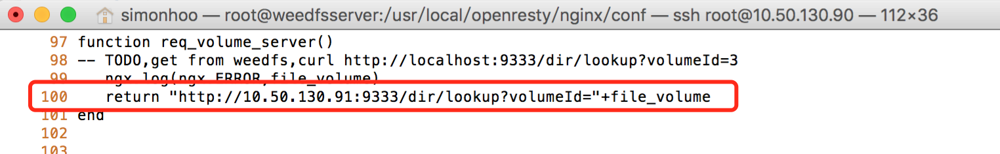 simonhoo — root@weedfsserver:/usr/local/openresty/nginx/conf — ssh root@10.50.130.90 — 112×36
97 function req_volume_server()
98 -- TODO,get from weedfs,curl http://localhost:9333/dir/lookup?volumeId=3
99 ngx.log(ngx.ERROR,file_volume)
100 return "http://10.50.130.91:9333/dir/lookup?volumeId="+file_volume
101 end
102
103